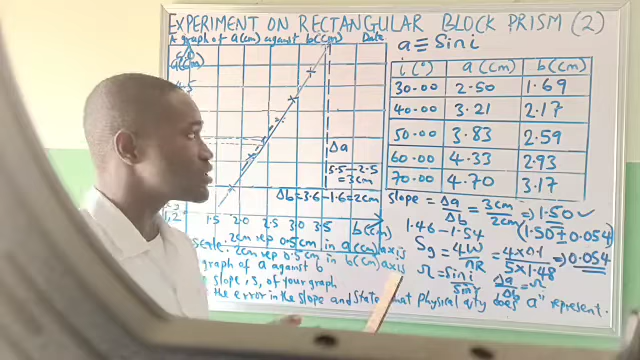 EXPERIMENT ON RECTANGULAR BLOCK PRISM (2)
A graph of a(cm) against b(cm) Date
a(cm)
4.5
Δa
5.5-2.5
=3cm
Δb=3.6-1.6=2cm
1.2
1.5 2.0 2.5 3.0 3.5 b(cm)
scale: 2cm rep 0.5cm in a(cm) axis
2cm rep 0.5cm in b(cm) axis
graph of a against b
slope, S, of your graph
the error in the slope and state what physical qty does "a" represent.
a ≡ Sini
i(°) a(cm) b(cm)
30.00 2.50 1.69
40.00 3.21 2.17
50.00 3.83 2.59
60.00 4.33 2.93
70.00 4.70 3.17
slope = Δa/Δb = 3cm/2cm ⇒ 1.50 ✓
1.46-1.54 (1.50±0.054)
Sg = 4W/nR = 4×0.1/5×1.48 ⇒ 0.054
n = sini/sinr Δa/Δb = n